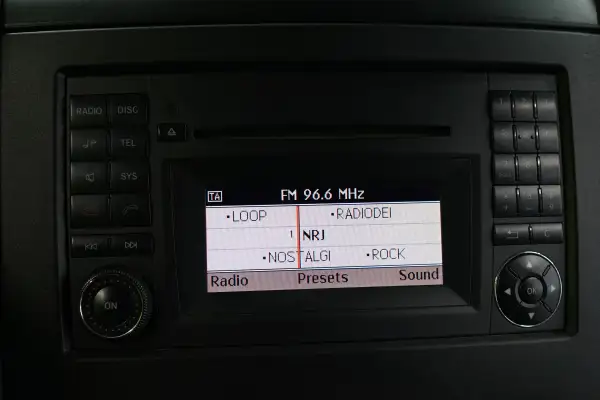 RADIO DISC
TEL
SYS
ON
TA FM 96.6 MHz
•LOOP •RADIODEI
1 NRJ
•NOSTALGI •ROCK
Radio Presets Sound
C
OK